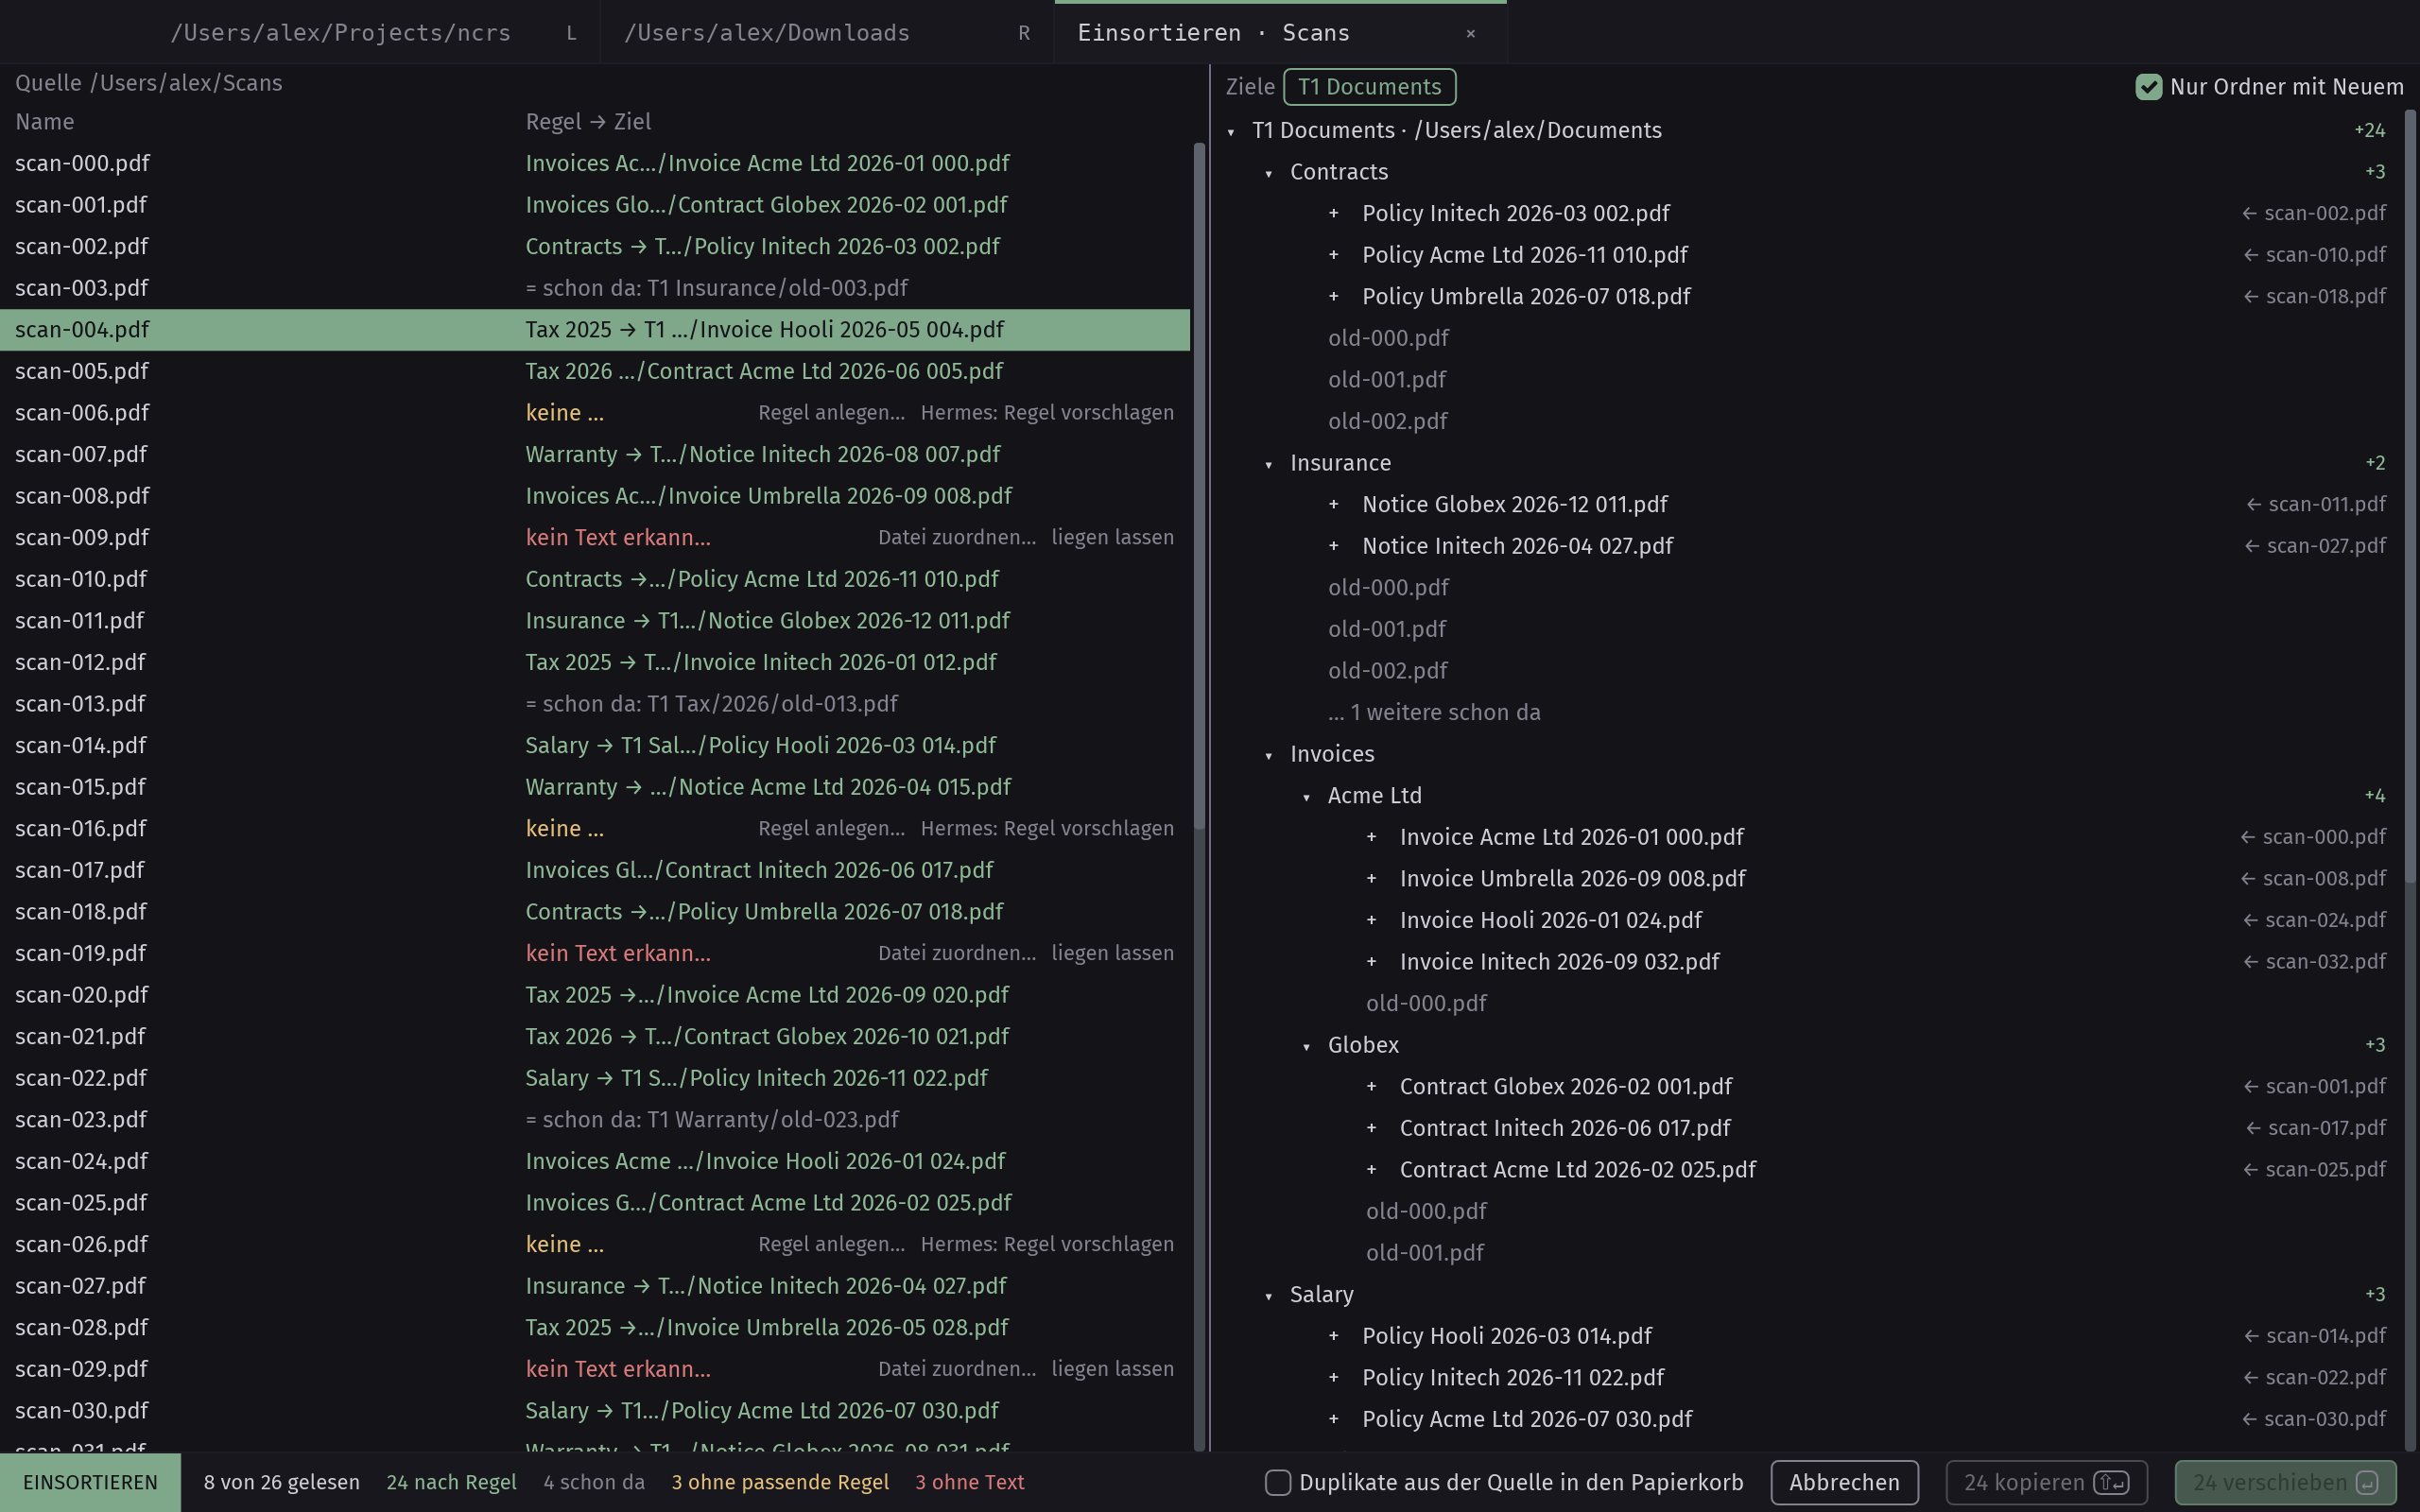 /Users/alex/Projects/ncrs L /Users/alex/Downloads R Einsortieren · Scans ×
Quelle /Users/alex/Scans
Name Regel → Ziel
scan-000.pdf Invoices Ac.../Invoice Acme Ltd 2026-01 000.pdf
scan-001.pdf Invoices Glo.../Contract Globex 2026-02 001.pdf
scan-002.pdf Contracts → T.../Policy Initech 2026-03 002.pdf
scan-003.pdf = schon da: T1 Insurance/old-003.pdf
scan-004.pdf Tax 2025 → T1 .../Invoice Hooli 2026-05 004.pdf
scan-005.pdf Tax 2026 .../Contract Acme Ltd 2026-06 005.pdf
scan-006.pdf keine ... Regel anlegen... Hermes: Regel vorschlagen
scan-007.pdf Warranty → T.../Notice Initech 2026-08 007.pdf
scan-008.pdf Invoices Ac.../Invoice Umbrella 2026-09 008.pdf
scan-009.pdf kein Text erkann... Datei zuordnen... liegen lassen
scan-010.pdf Contracts →.../Policy Acme Ltd 2026-11 010.pdf
scan-011.pdf Insurance → T1.../Notice Globex 2026-12 011.pdf
scan-012.pdf Tax 2025 → T.../Invoice Initech 2026-01 012.pdf
scan-013.pdf = schon da: T1 Tax/2026/old-013.pdf
scan-014.pdf Salary → T1 Sal.../Policy Hooli 2026-03 014.pdf
scan-015.pdf Warranty → .../Notice Acme Ltd 2026-04 015.pdf
scan-016.pdf keine ... Regel anlegen... Hermes: Regel vorschlagen
scan-017.pdf Invoices Gl.../Contract Initech 2026-06 017.pdf
scan-018.pdf Contracts →.../Policy Umbrella 2026-07 018.pdf
scan-019.pdf kein Text erkann... Datei zuordnen... liegen lassen
scan-020.pdf Tax 2025 →.../Invoice Acme Ltd 2026-09 020.pdf
scan-021.pdf Tax 2026 → T.../Contract Globex 2026-10 021.pdf
scan-022.pdf Salary → T1 S.../Policy Initech 2026-11 022.pdf
scan-023.pdf = schon da: T1 Warranty/old-023.pdf
scan-024.pdf Invoices Acme .../Invoice Hooli 2026-01 024.pdf
scan-025.pdf Invoices G.../Contract Acme Ltd 2026-02 025.pdf
scan-026.pdf keine ... Regel anlegen... Hermes: Regel vorschlagen
scan-027.pdf Insurance → T.../Notice Initech 2026-04 027.pdf
scan-028.pdf Tax 2025 →.../Invoice Umbrella 2026-05 028.pdf
scan-029.pdf kein Text erkann... Datei zuordnen... liegen lassen
scan-030.pdf Salary → T1.../Policy Acme Ltd 2026-07 030.pdf
scan-031.pdf Warranty → T1.../Notice Globex 2026-08 031.pdf
Ziele T1 Documents Nur Ordner mit Neuem
▾ T1 Documents · /Users/alex/Documents +24
▾ Contracts +3
+ Policy Initech 2026-03 002.pdf ← scan-002.pdf
+ Policy Acme Ltd 2026-11 010.pdf ← scan-010.pdf
+ Policy Umbrella 2026-07 018.pdf ← scan-018.pdf
old-000.pdf
old-001.pdf
old-002.pdf
▾ Insurance +2
+ Notice Globex 2026-12 011.pdf ← scan-011.pdf
+ Notice Initech 2026-04 027.pdf ← scan-027.pdf
old-000.pdf
old-001.pdf
old-002.pdf
... 1 weitere schon da
▾ Invoices
▾ Acme Ltd +4
+ Invoice Acme Ltd 2026-01 000.pdf ← scan-000.pdf
+ Invoice Umbrella 2026-09 008.pdf ← scan-008.pdf
+ Invoice Hooli 2026-01 024.pdf ← scan-024.pdf
+ Invoice Initech 2026-09 032.pdf ← scan-032.pdf
old-000.pdf
▾ Globex +3
+ Contract Globex 2026-02 001.pdf ← scan-001.pdf
+ Contract Initech 2026-06 017.pdf ← scan-017.pdf
+ Contract Acme Ltd 2026-02 025.pdf ← scan-025.pdf
old-000.pdf
old-001.pdf
▾ Salary +3
+ Policy Hooli 2026-03 014.pdf ← scan-014.pdf
+ Policy Initech 2026-11 022.pdf ← scan-022.pdf
+ Policy Acme Ltd 2026-07 030.pdf ← scan-030.pdf
EINSORTIEREN 8 von 26 gelesen 24 nach Regel 4 schon da 3 ohne passende Regel 3 ohne Text Duplikate aus der Quelle in den Papierkorb Abbrechen 24 kopieren ⇧↵ 24 verschieben ↵